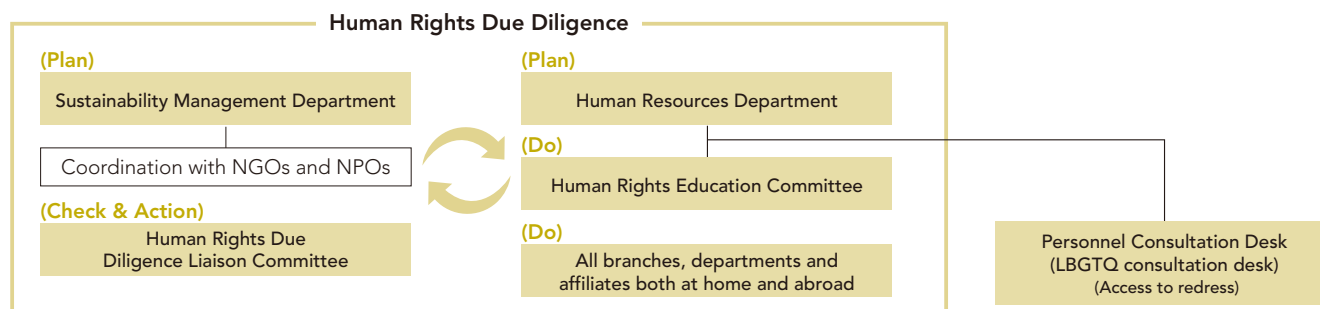 Human Rights Due Diligence
(Plan)
Sustainability Management Department
Coordination with NGOs and NPOs
(Check & Action)
Human Rights Due
Diligence Liaison Committee
(Plan)
Human Resources Department
(Do)
Human Rights Education Committee
(Do)
All branches, departments and
affiliates both at home and abroad
Personnel Consultation Desk
(LBGTQ consultation desk)
(Access to redress)